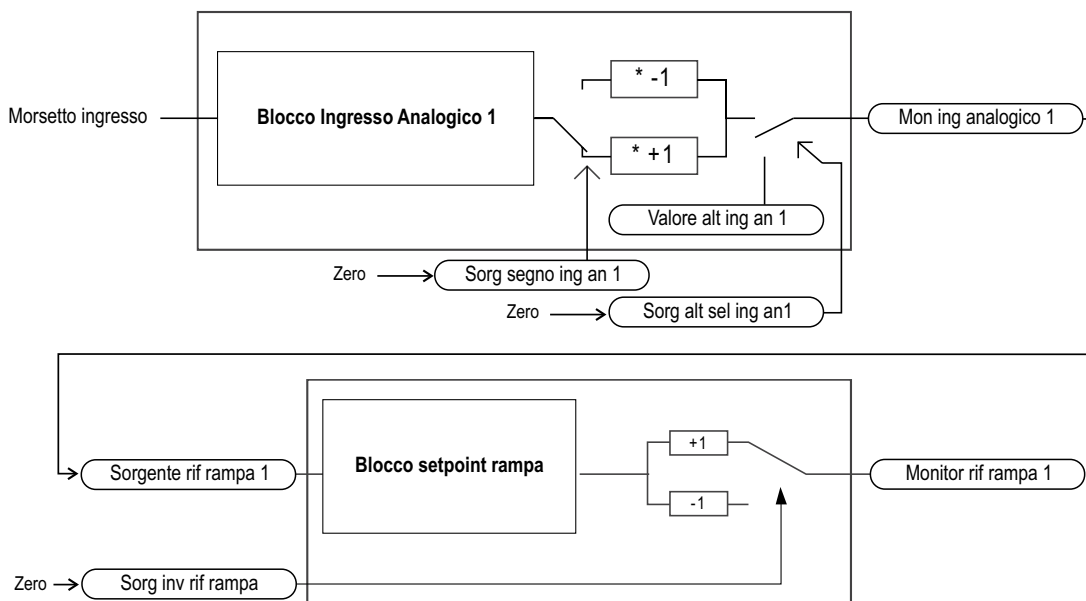 * -1
Morsetto ingresso
Blocco Ingresso Analogico 1
Mon ing analogico 1
* +1
Valore alt ing an 1
Zero
Sorg segno ing an 1
Zero
Sorg alt sel ing an1
+1
Sorgente rif rampa 1
Blocco setpoint rampa
Monitor rif rampa 1
-1
Zero
Sorg inv rif rampa